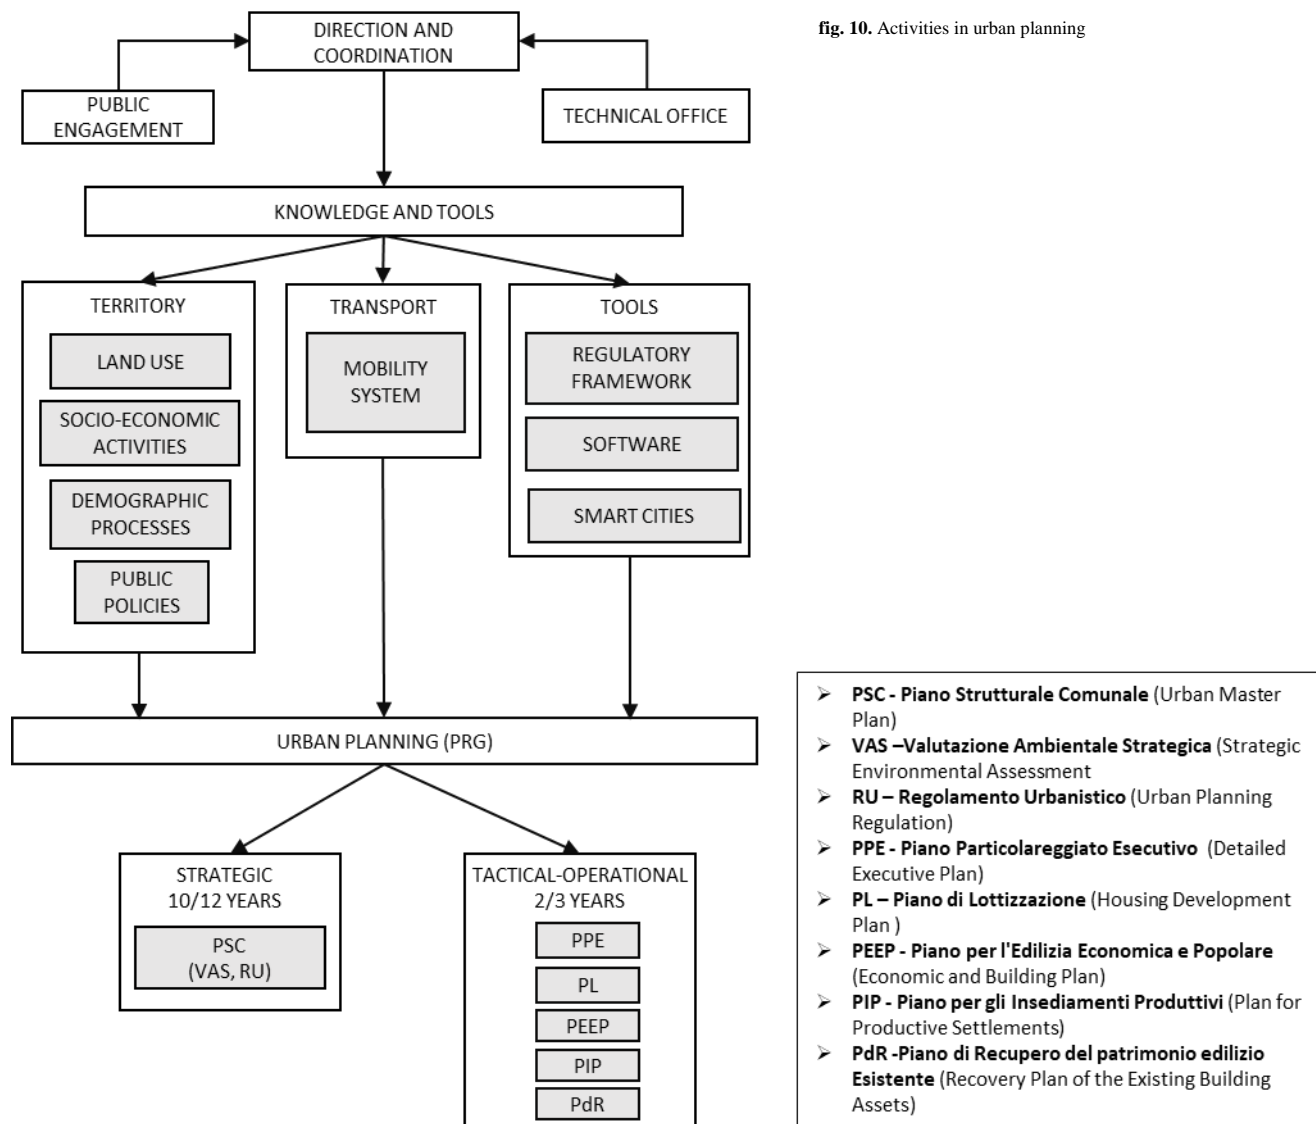 fig. 10. Activities in urban planning
DIRECTION AND
COORDINATION
PUBLIC
ENGAGEMENT
TECHNICAL OFFICE
KNOWLEDGE AND TOOLS
TERRITORY
LAND USE
SOCIO-ECONOMIC
ACTIVITIES
DEMOGRAPHIC
PROCESSES
PUBLIC
POLICIES
TRANSPORT
MOBILITY
SYSTEM
TOOLS
REGULATORY
FRAMEWORK
SOFTWARE
SMART CITIES
URBAN PLANNING (PRG)
STRATEGIC
10/12 YEARS
PSC
(VAS, RU)
TACTICAL-OPERATIONAL
2/3 YEARS
PPE
PL
PEEP
PIP
PdR
➢ PSC - Piano Strutturale Comunale (Urban Master
Plan)
➢ VAS –Valutazione Ambientale Strategica (Strategic
Environmental Assessment
➢ RU – Regolamento Urbanistico (Urban Planning
Regulation)
➢ PPE - Piano Particolareggiato Esecutivo (Detailed
Executive Plan)
➢ PL – Piano di Lottizzazione (Housing Development
Plan )
➢ PEEP - Piano per l'Edilizia Economica e Popolare
(Economic and Building Plan)
➢ PIP - Piano per gli Insediamenti Produttivi (Plan for
Productive Settlements)
➢ PdR -Piano di Recupero del patrimonio edilizio
Esistente (Recovery Plan of the Existing Building
Assets)